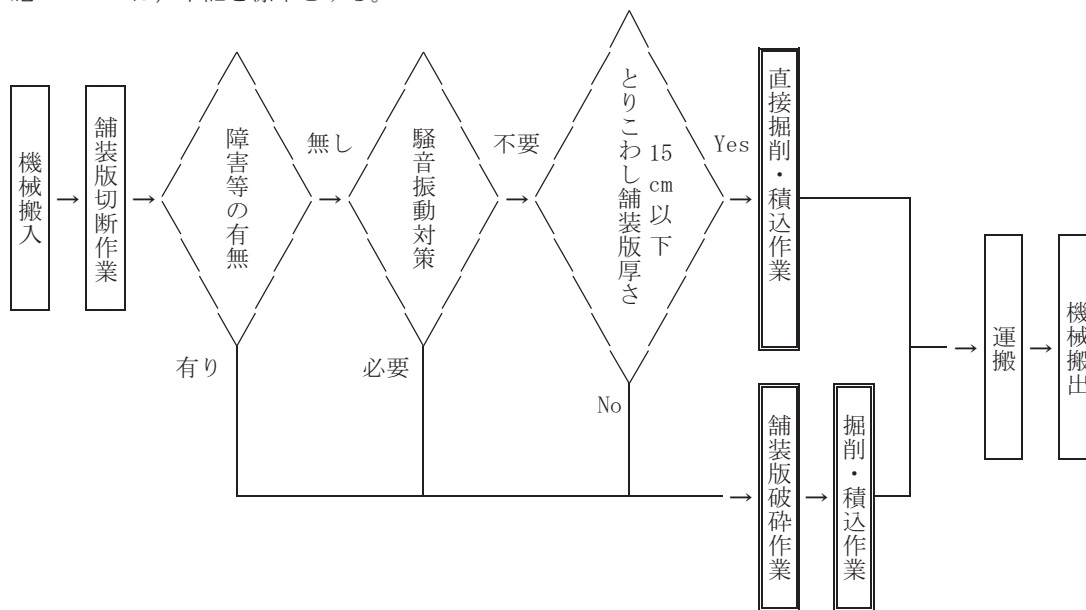 機械搬入
舗装版切断作業
障害等の有無
無し
有り
騒音振動対策
不要
必要
とりこわし舗装版厚さ
15cm以下
Yes
No
直接掘削・積込作業
舗装版破砕作業
掘削・積込作業
運搬
機械搬出